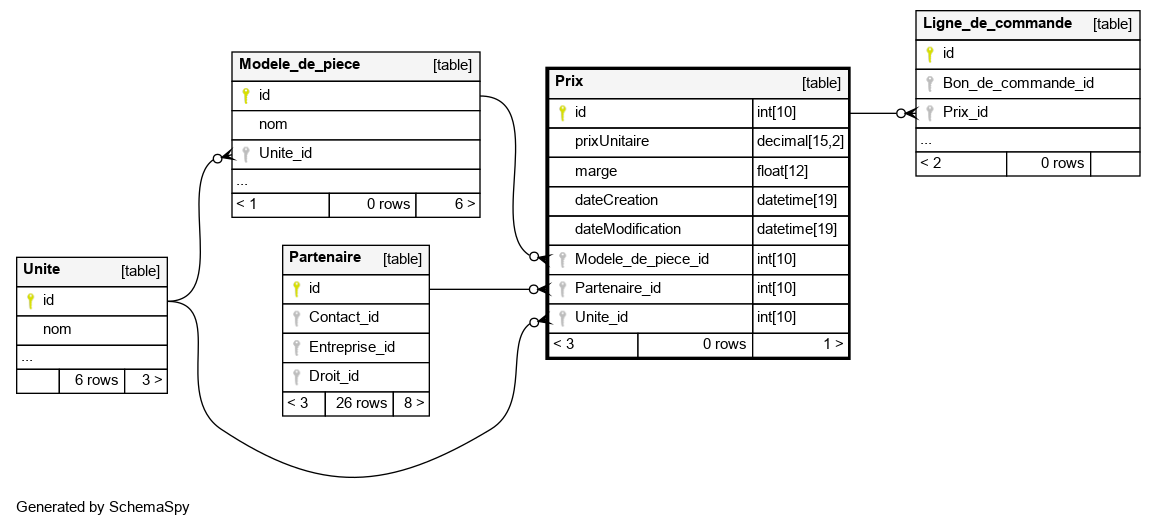 Ligne_de_commande [table]
id
Bon_de_commande_id
Prix_id
...
< 2 0 rows
Modele_de_piece [table]
id
nom
Unite_id
...
< 1 0 rows 6 >
Prix [table]
id int[10]
prixUnitaire decimal[15,2]
marge float[12]
dateCreation datetime[19]
dateModification datetime[19]
Modele_de_piece_id int[10]
Partenaire_id int[10]
Unite_id int[10]
< 3 0 rows 1 >
Partenaire [table]
id
Contact_id
Entreprise_id
Droit_id
< 3 26 rows 8 >
Unite [table]
id
nom
...
6 rows 3 >
Generated by SchemaSpy